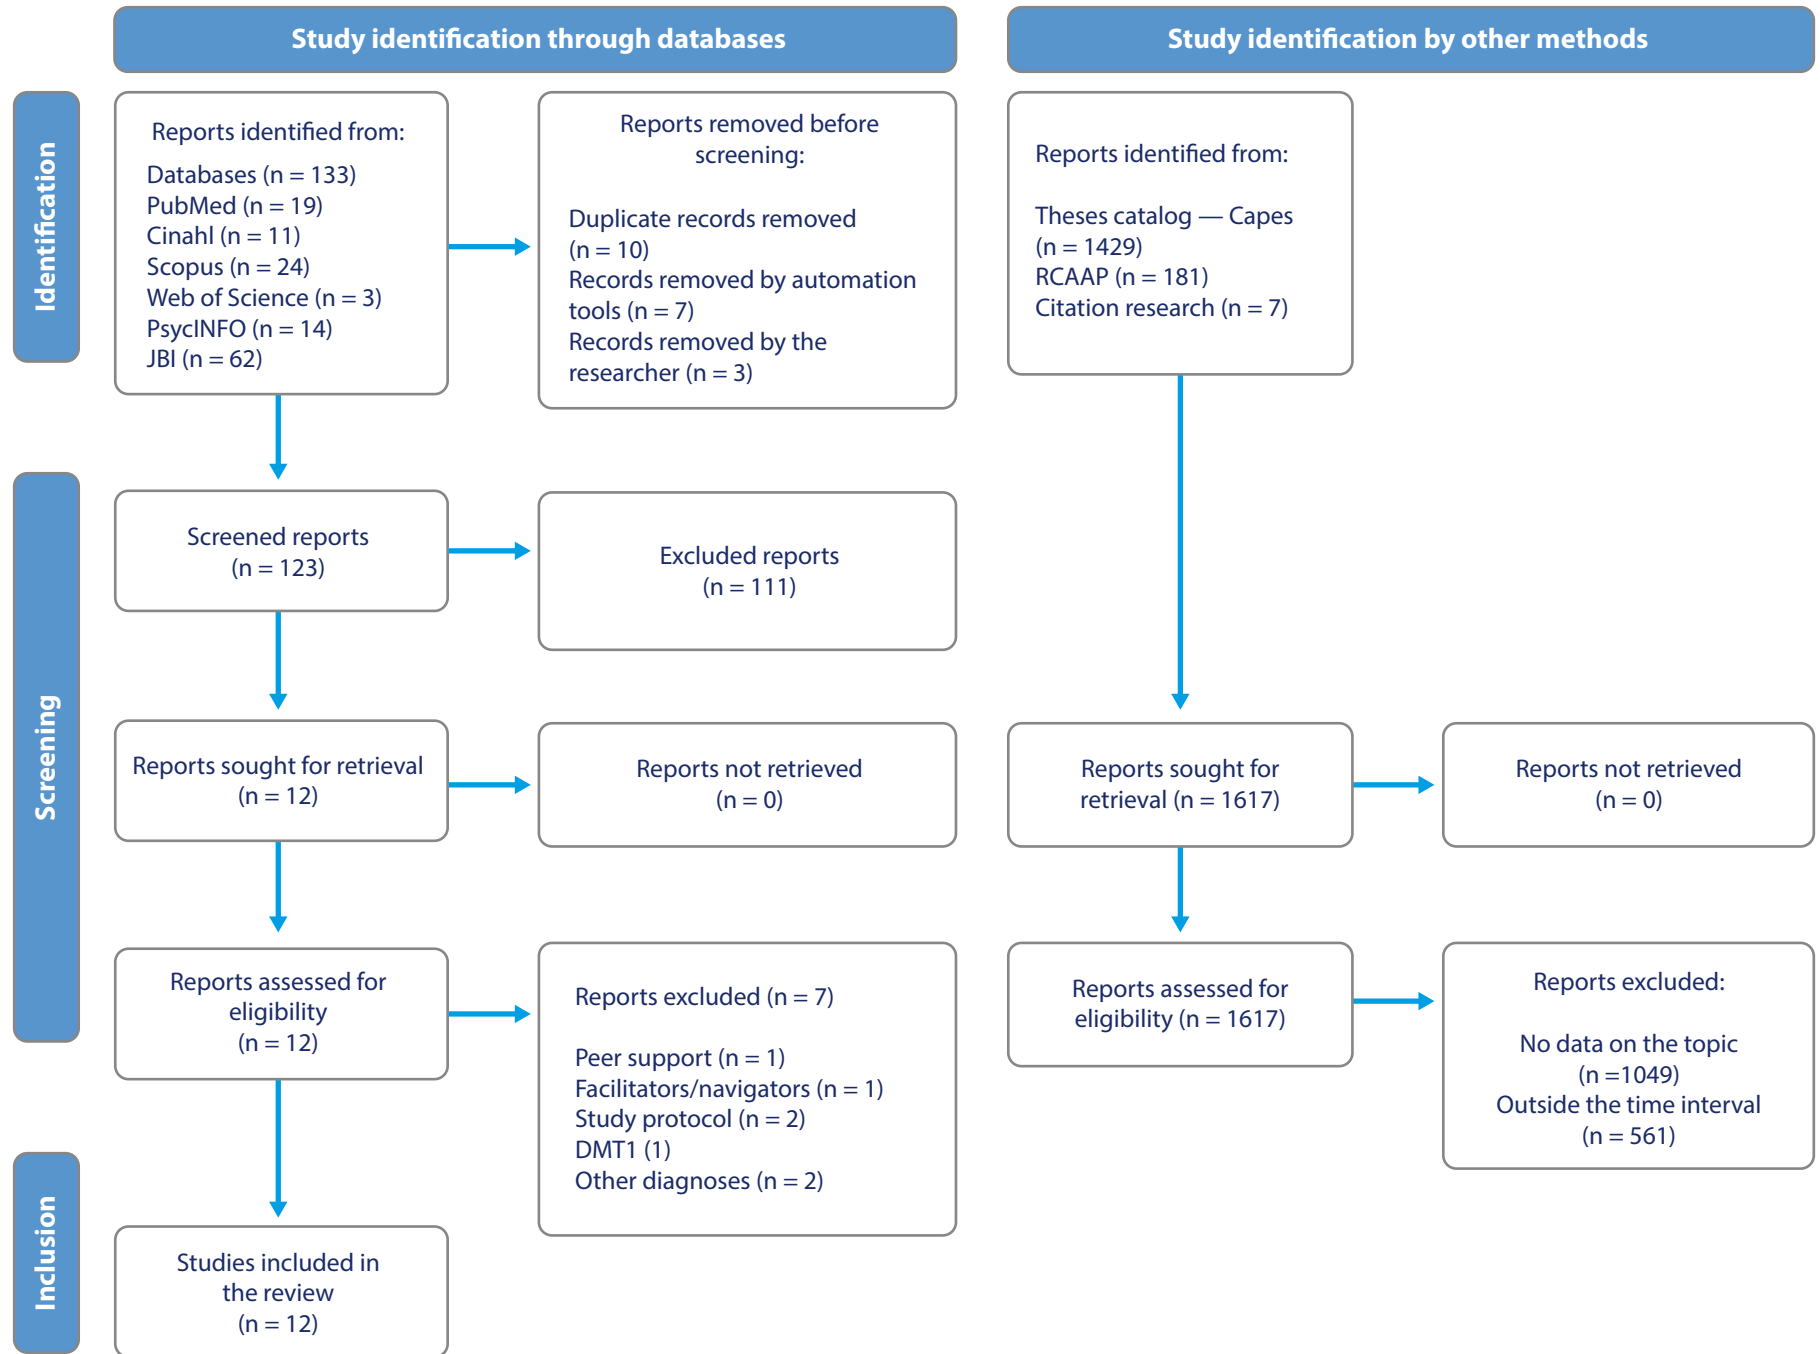 Study identification through databases
Study identification by other methods
Identification
Reports identified from:
Databases (n = 133)
PubMed (n = 19)
Cinahl (n = 11)
Scopus (n = 24)
Web of Science (n = 3)
PsycINFO (n = 14)
JBI (n = 62)
Reports removed before
screening:
Duplicate records removed
(n = 10)
Records removed by automation
tools (n = 7)
Records removed by the
researcher (n = 3)
Reports identified from:
Theses catalog — Capes
(n = 1429)
RCAAP (n = 181)
Citation research (n = 7)
Screening
Screened reports
(n = 123)
Excluded reports
(n = 111)
Reports sought for retrieval
(n = 12)
Reports not retrieved
(n = 0)
Reports sought for
retrieval (n = 1617)
Reports not retrieved
(n = 0)
Reports assessed for
eligibility
(n = 12)
Reports excluded (n = 7)
Peer support (n = 1)
Facilitators/navigators (n = 1)
Study protocol (n = 2)
DMT1 (1)
Other diagnoses (n = 2)
Reports assessed for
eligibility (n = 1617)
Reports excluded:
No data on the topic
(n =1049)
Outside the time interval
(n = 561)
Inclusion
Studies included in
the review
(n = 12)